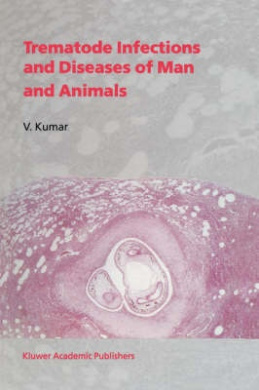 Trematode Infections
and Diseases of Man
and Animals
V. Kumar
Kluwer Academic Publishers